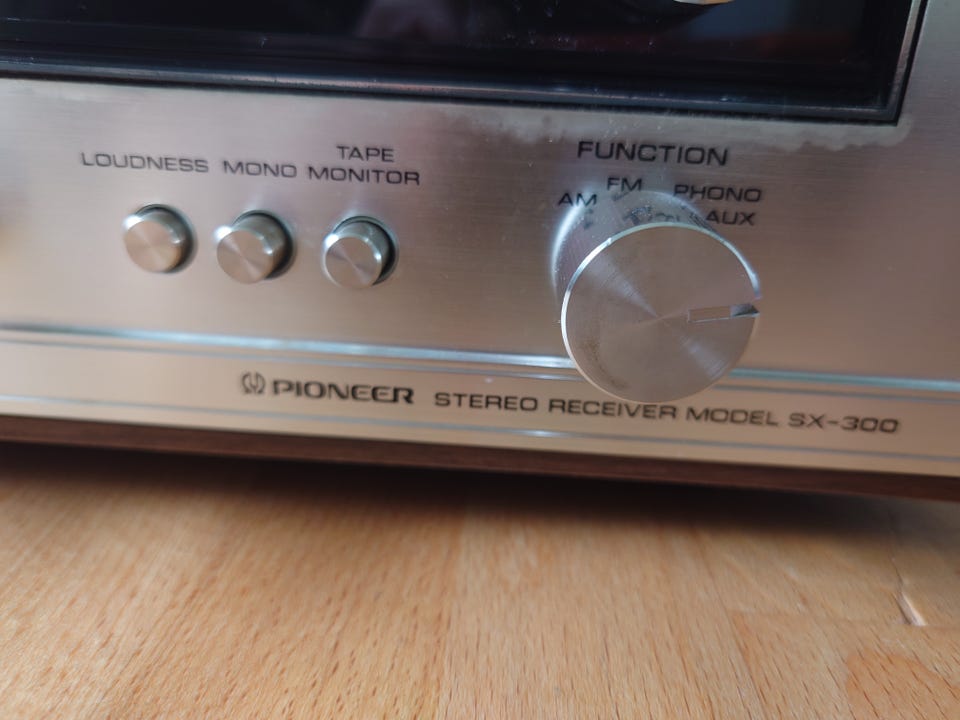 LOUDNESS
MONO
TAPE
MONITOR
FUNCTION
AM
FM
PHONO
AUX
PIONEER STEREO RECEIVER MODEL SX-300